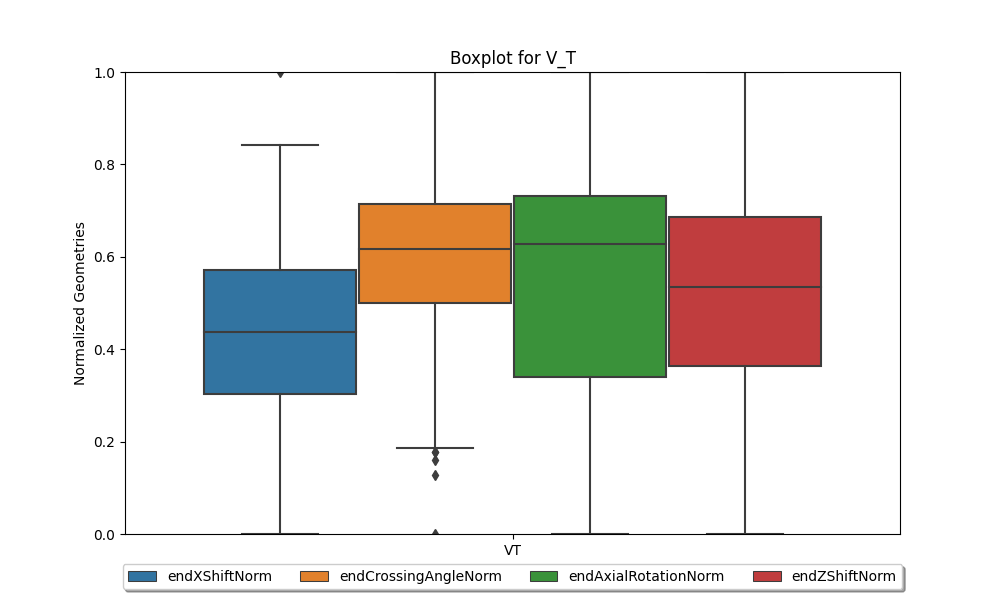 Boxplot for V_T
1.0
0.8
0.6
0.4
0.2
0.0
Normalized Geometries
VT
endXShiftNorm endCrossingAngleNorm endAxialRotationNorm endZShiftNorm